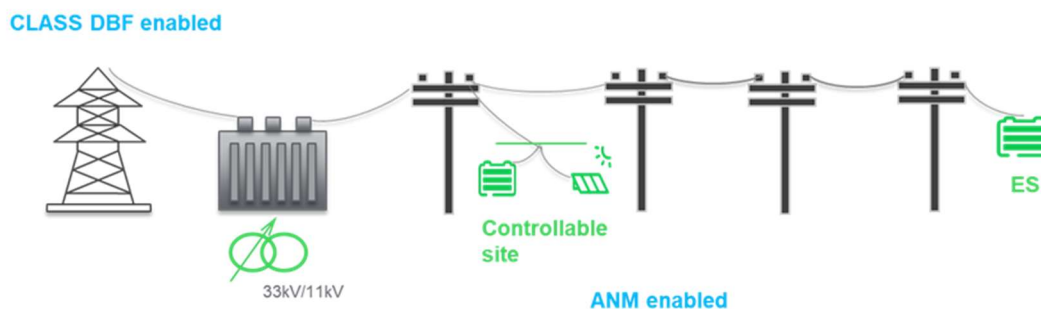 CLASS DBF enabled
Controllable
site
ES
33kV/11kV
ANM enabled